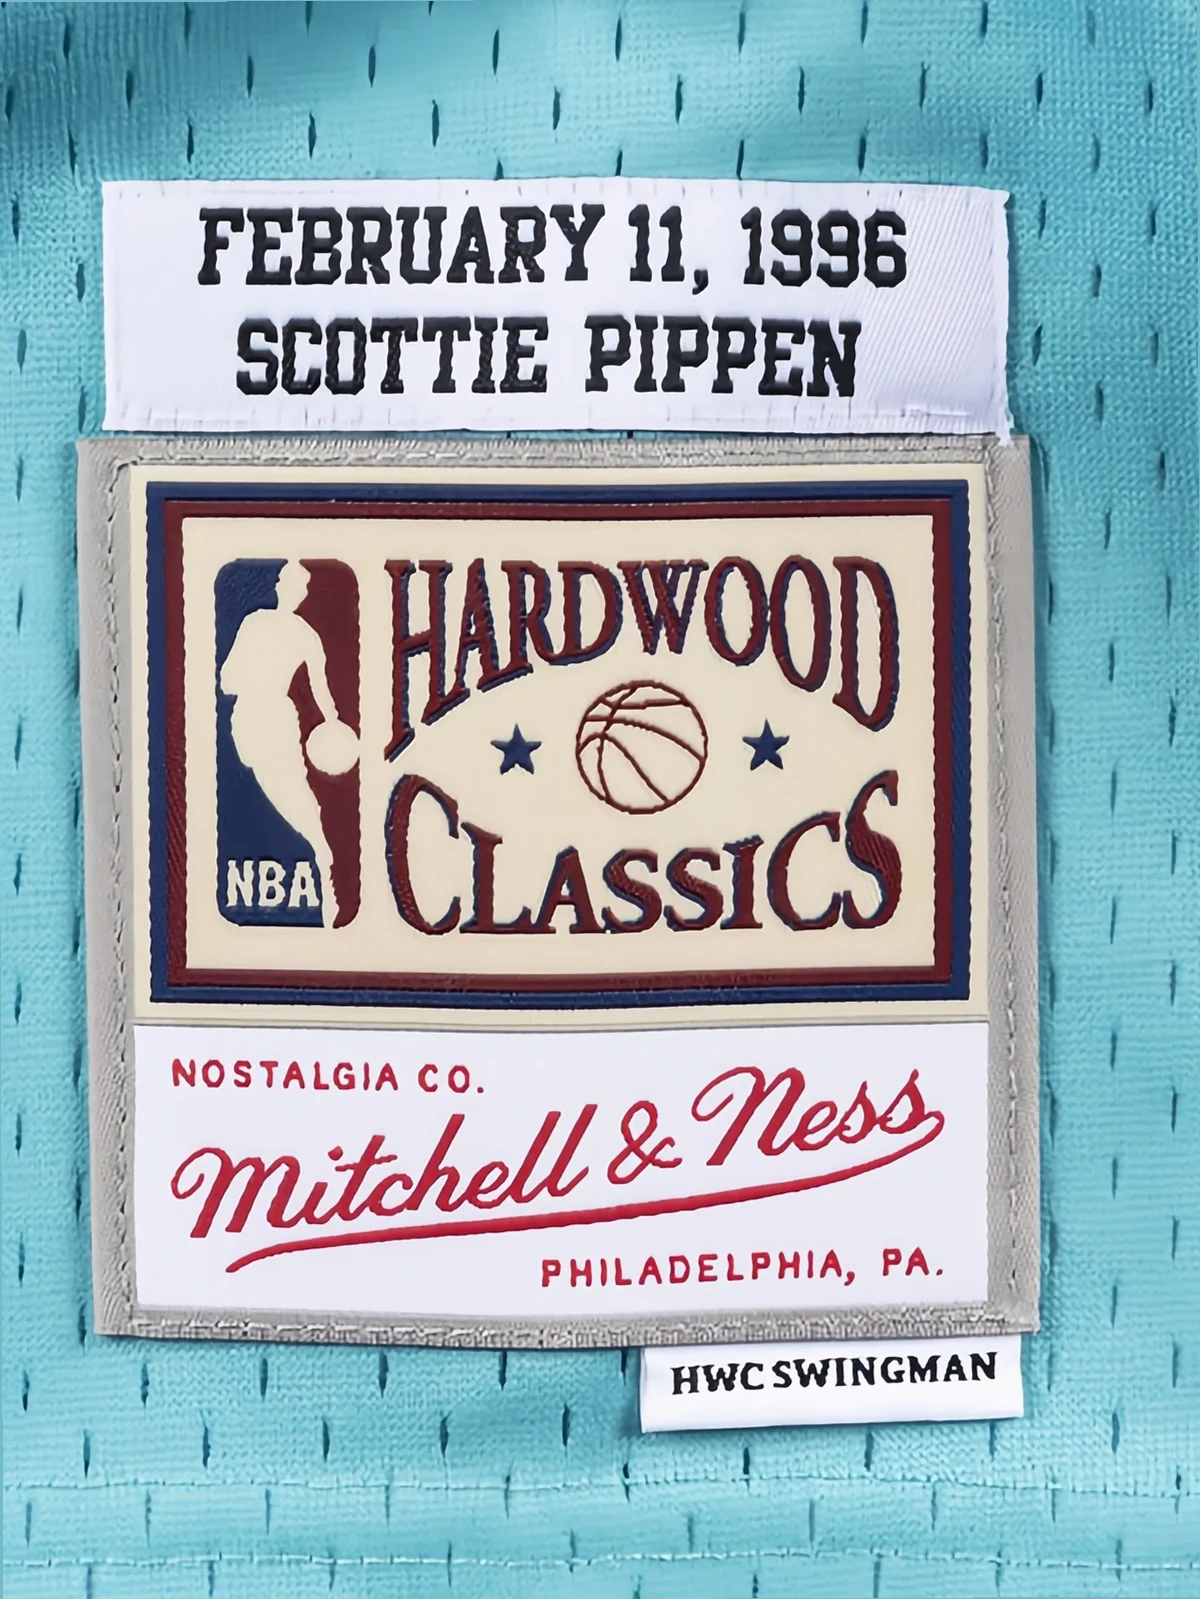 FEBRUARY 11, 1996
SCOTTIE PIPPEN
HARDWOOD
CLASSICS
NBA
NOSTALGIA CO.
Mitchell & Ness
PHILADELPHIA, PA.
HWC SWINGMAN